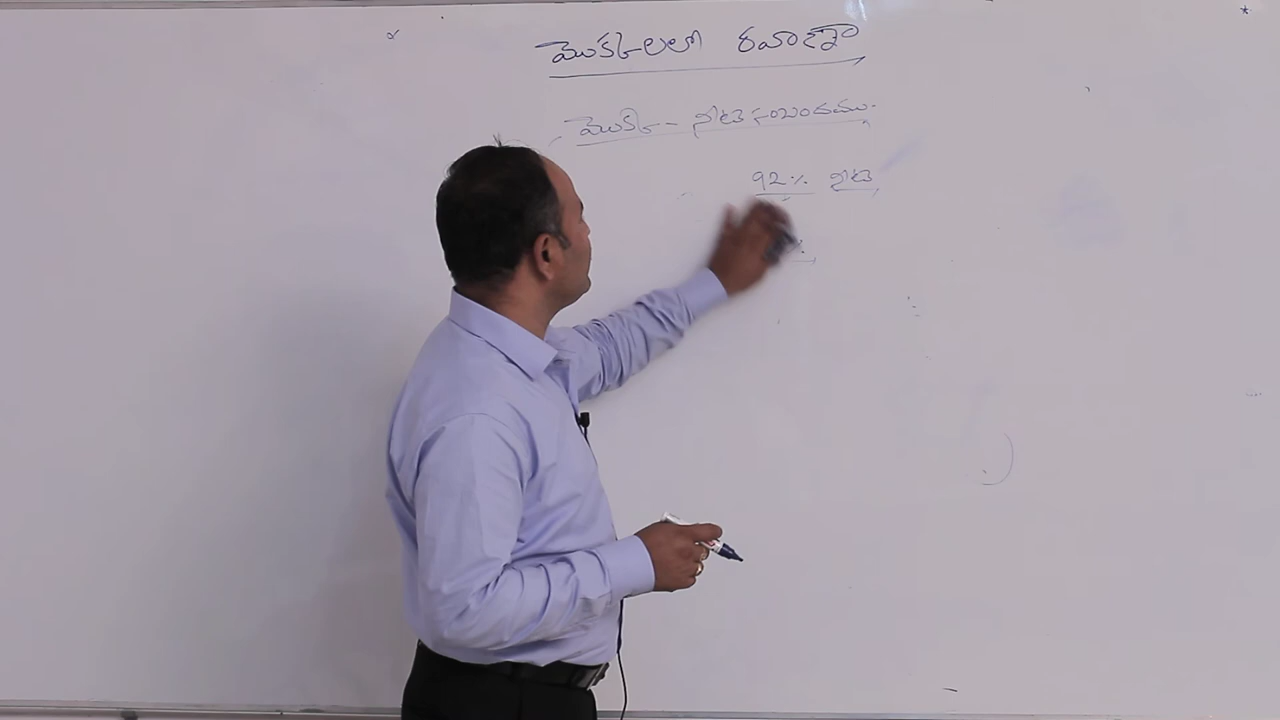 మొక్కలలో రవాణా
మొక్క - నీటి సంబంధము.
92% నీటి